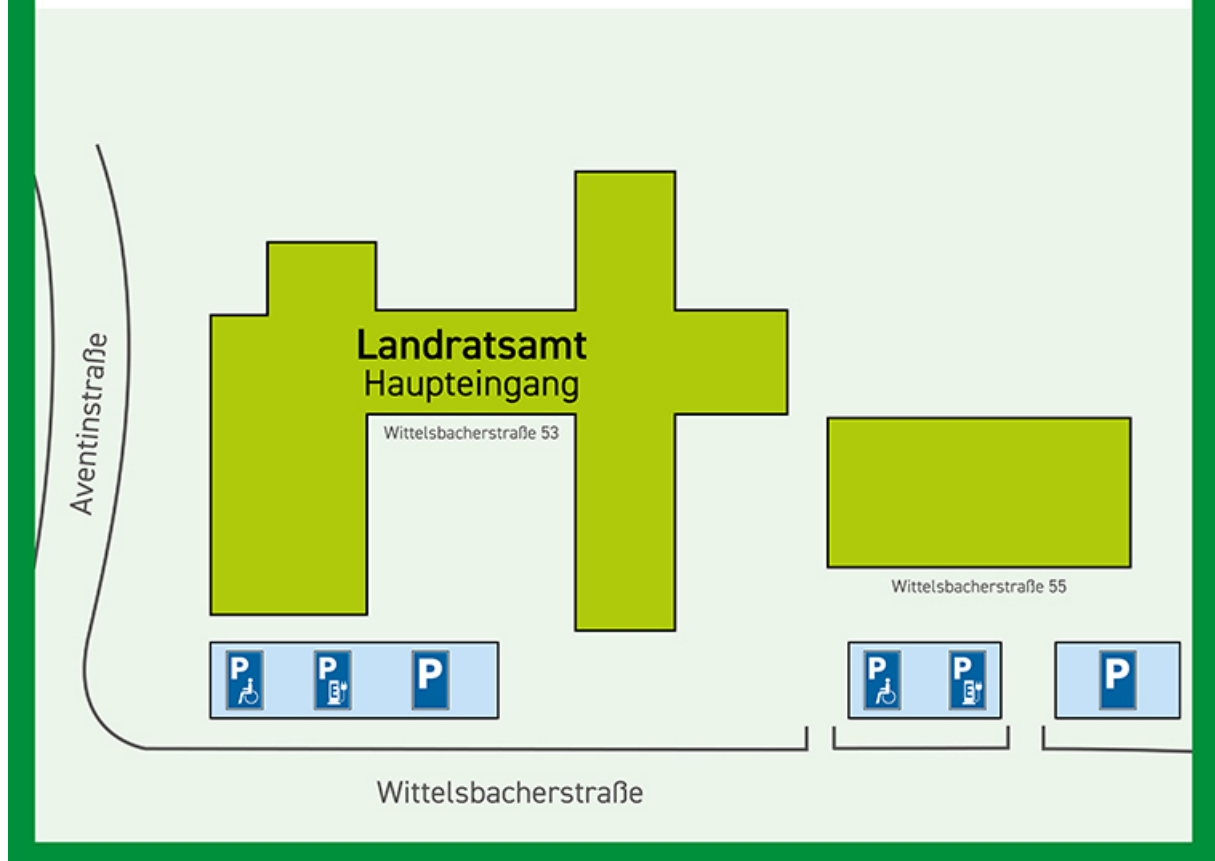 Landratsamt
Haupteingang
Wittelsbacherstraße 53
Aventinstraße
Wittelsbacherstraße 55
P P E P
P P E P
Wittelsbacherstraße